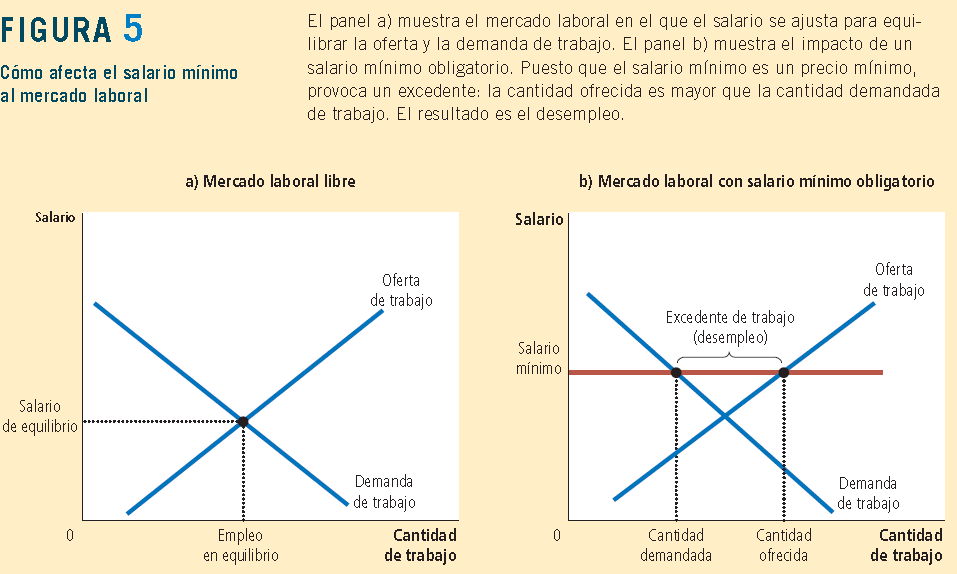 FIGURA 5
Cómo afecta el salario mínimo
al mercado laboral
El panel a) muestra el mercado laboral en el que el salario se ajusta para equi-
librar la oferta y la demanda de trabajo. El panel b) muestra el impacto de un
salario mínimo obligatorio. Puesto que el salario mínimo es un precio mínimo,
provoca un excedente: la cantidad ofrecida es mayor que la cantidad demandada
de trabajo. El resultado es el desempleo.
a) Mercado laboral libre
Salario
Oferta
de trabajo
Salario
de equilibrio
Demanda
de trabajo
0
Empleo
en equilibrio
Cantidad
de trabajo
b) Mercado laboral con salario mínimo obligatorio
Salario
Oferta
de trabajo
Excedente de trabajo
(desempleo)
Salario
mínimo
Demanda
de trabajo
0
Cantidad
demandada
Cantidad
ofrecida
Cantidad
de trabajo